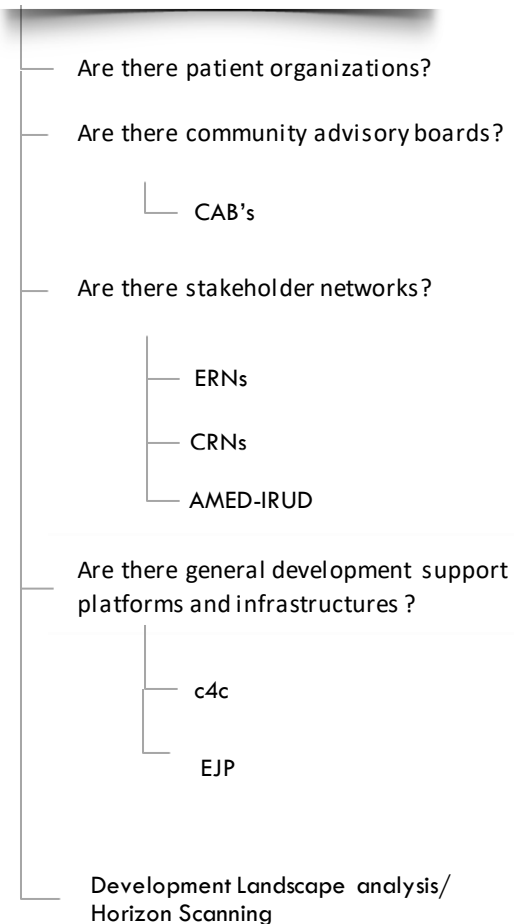 Are there patient organizations?
Are there community advisory boards?
CAB's
Are there stakeholder networks?
ERNs
CRNs
AMED-IRUD
Are there general development support
platforms and infrastructures ?
c4c
EJP
Development Landscape analysis/
Horizon Scanning